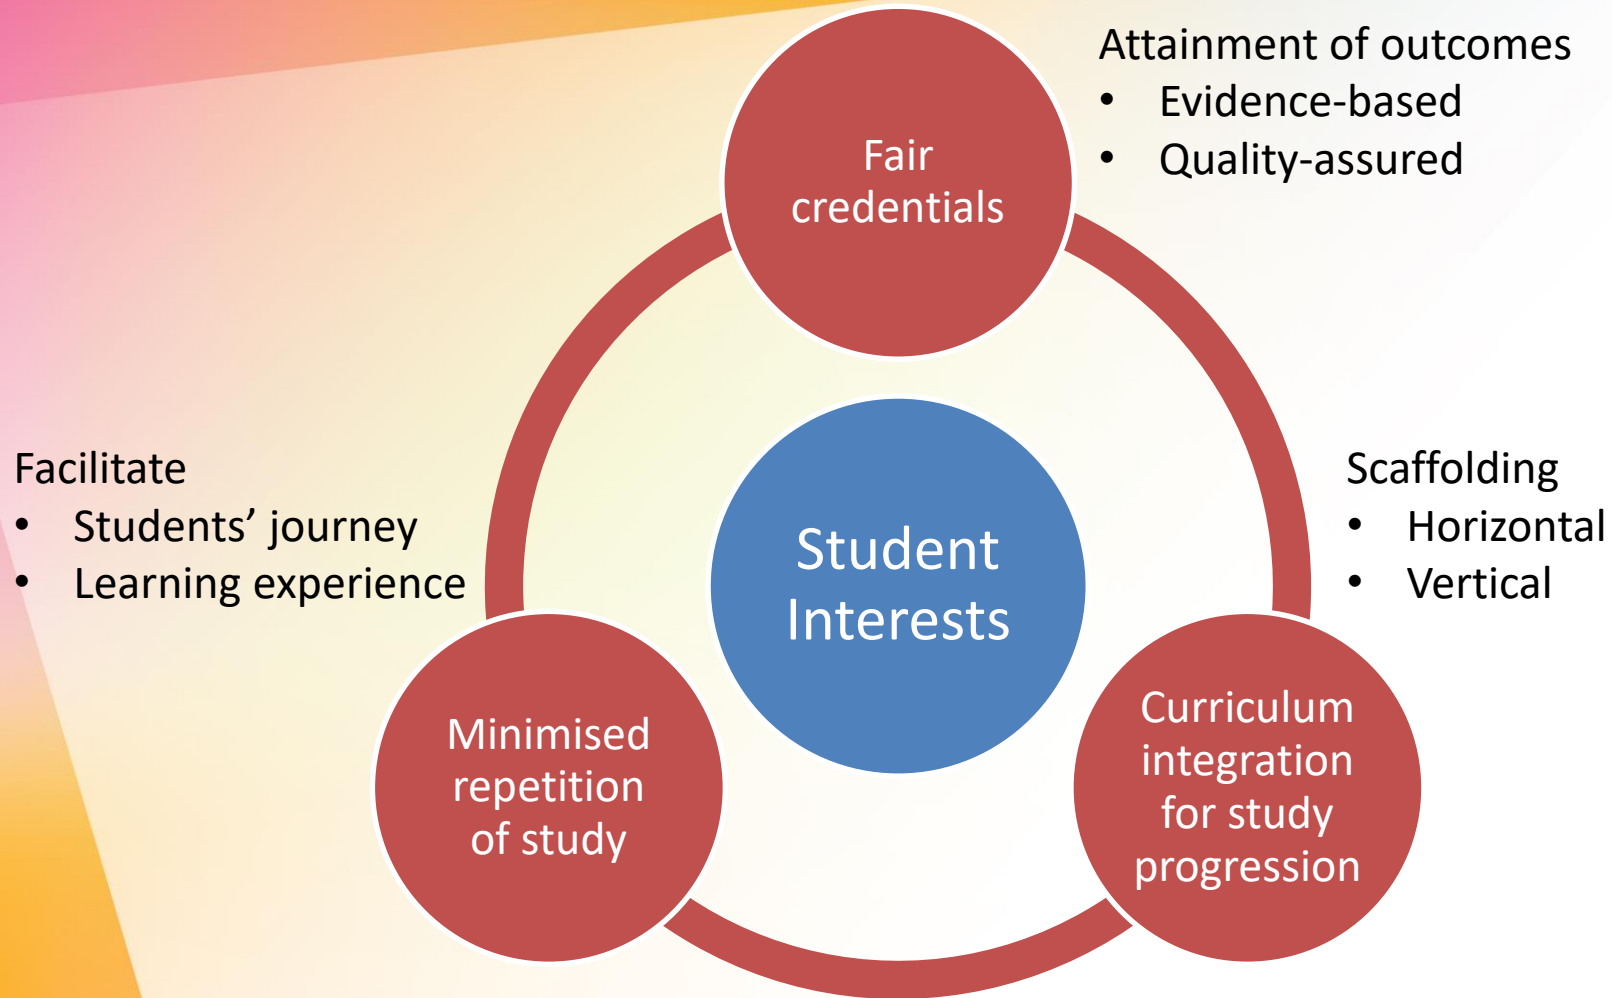 Fair
credentials
Attainment of outcomes
• Evidence-based
• Quality-assured
Facilitate
• Students’ journey
• Learning experience
Student
Interests
Scaffolding
• Horizontal
• Vertical
Minimised
repetition
of study
Curriculum
integration
for study
progression